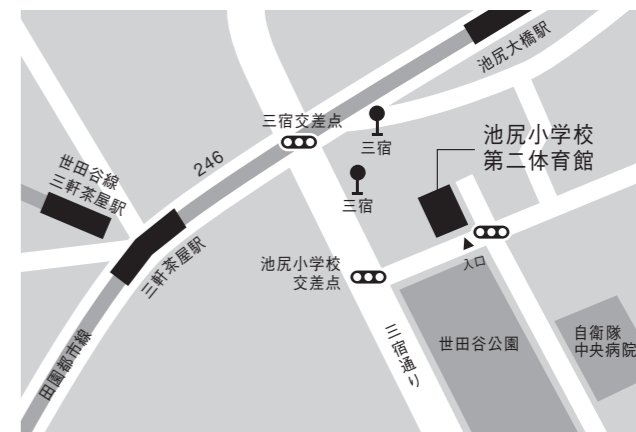 池尻大橋駅
三宿交差点
三宿
池尻小学校
第二体育館
246
世田谷線
三軒茶屋駅
三宿
入口
三軒茶屋駅
池尻小学校
交差点
三宿通り
世田谷公園
自衛隊
中央病院
田園都市線